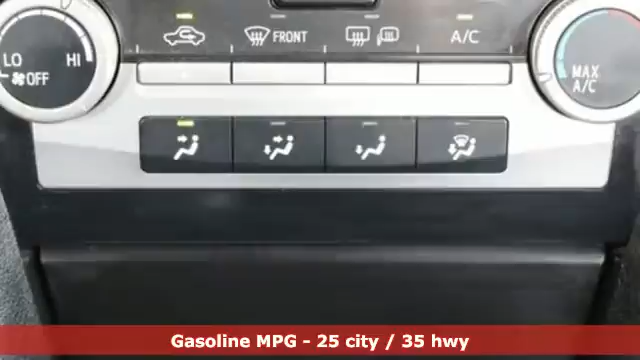 FRONT
A/C
LO
HI
OFF
MAX
A/C
Gasoline MPG - 25 city / 35 hwy